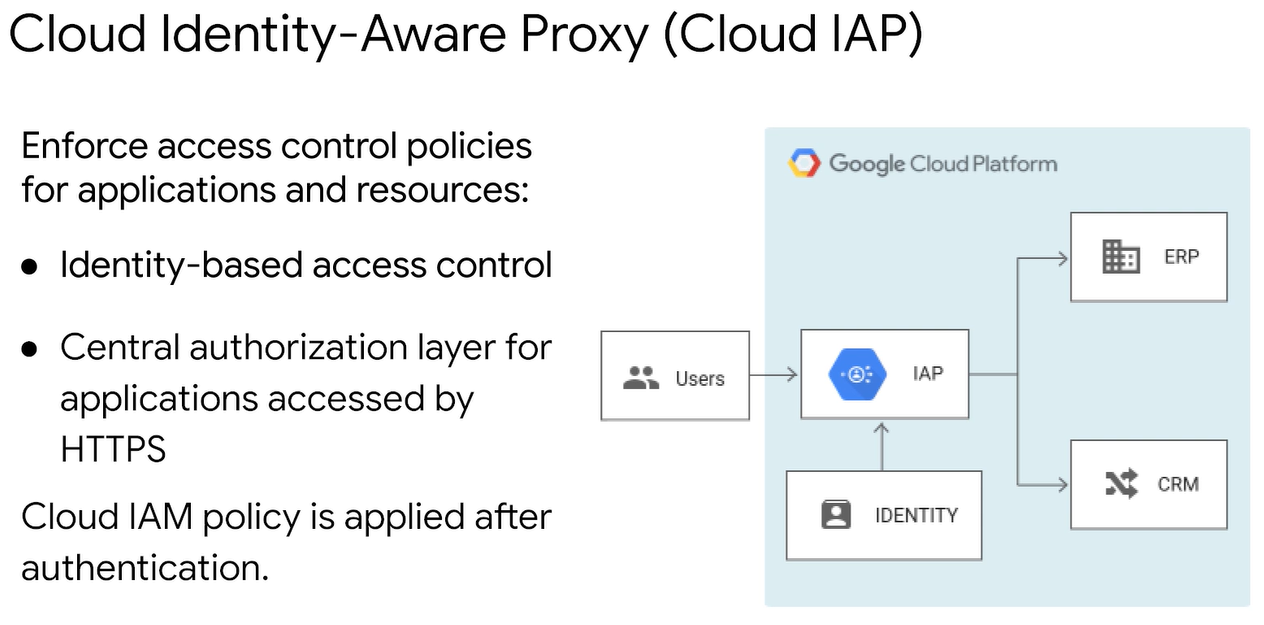 Cloud Identity-Aware Proxy (Cloud IAP)
Enforce access control policies
for applications and resources:
● Identity-based access control
● Central authorization layer for
applications accessed by
HTTPS
Cloud IAM policy is applied after
authentication.
Google Cloud Platform
Users
IAP
IDENTITY
ERP
CRM